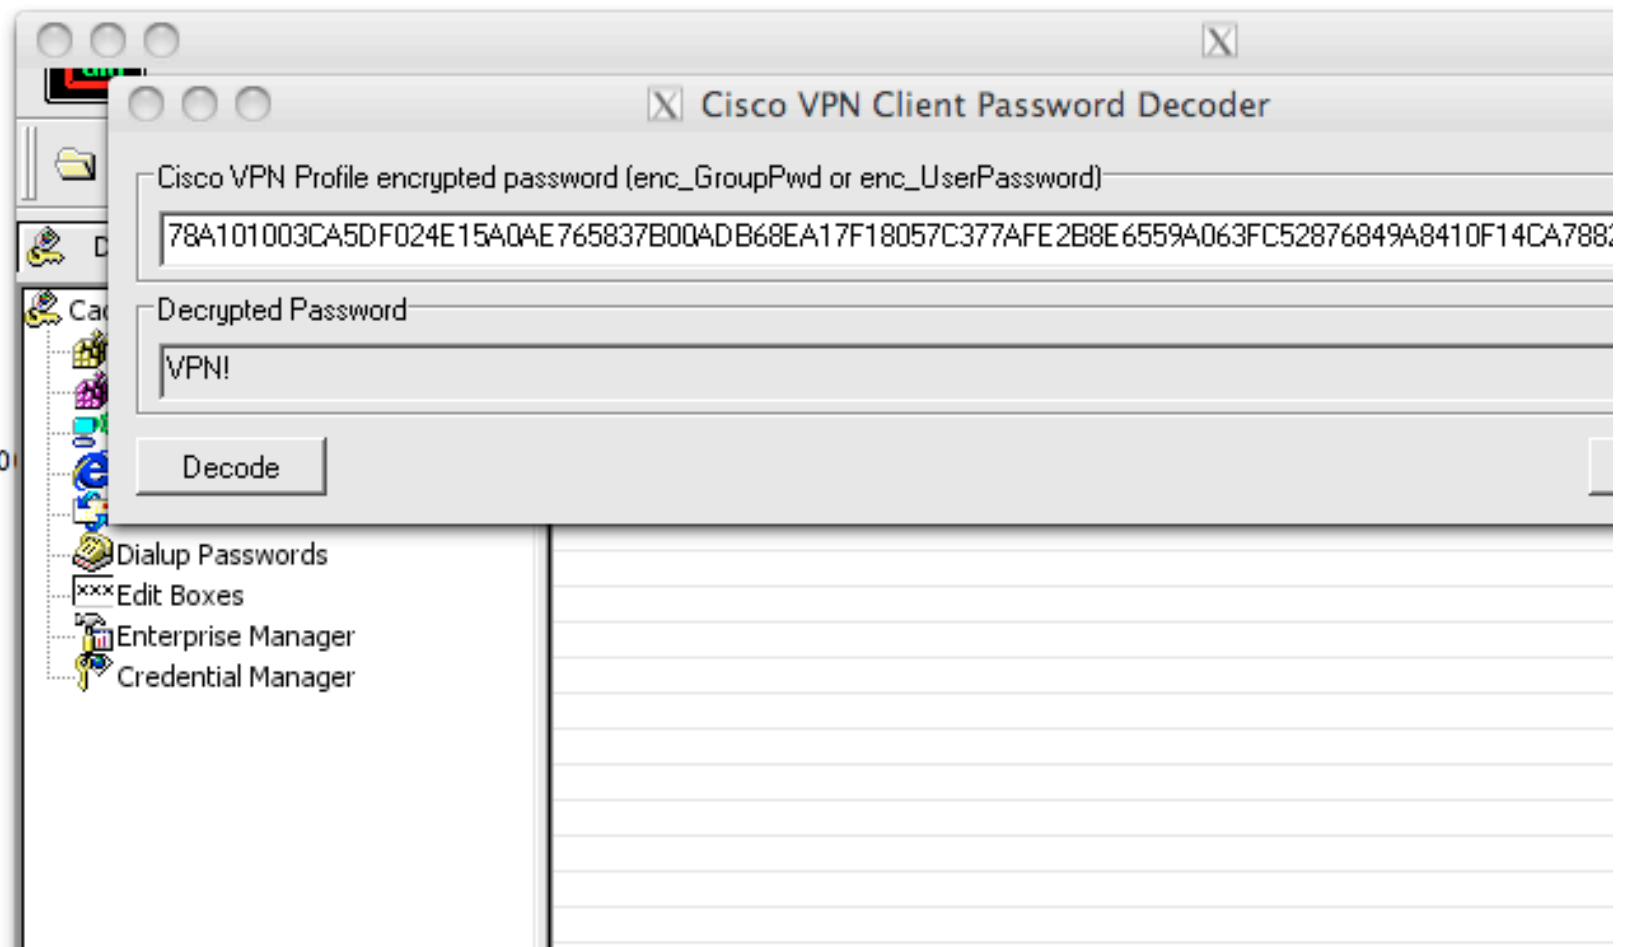 Cisco VPN Client Password Decoder
Cisco VPN Profile encrypted password (enc_GroupPwd or enc_UserPassword)
78A101003CA5DF024E15A0AE765837B00ADB68EA17F18057C377AFE2B8E6559A063FC52876849A8410F14CA788
Decrypted Password
VPN!
Decode
Dialup Passwords
×××
Edit Boxes
Enterprise Manager
Credential Manager